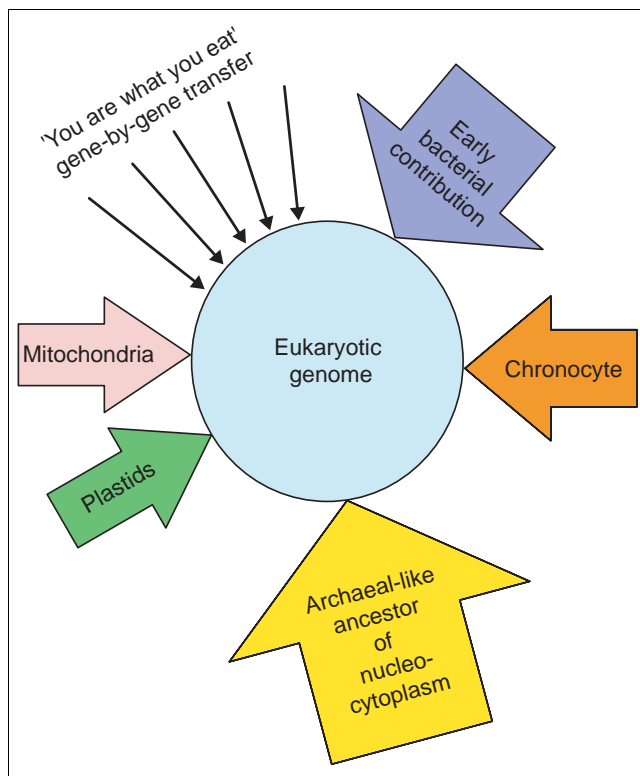 'You are what you eat'
gene-by-gene transfer
Early
bacterial
contribution
Mitochondria
Eukaryotic
genome
Chronocyte
Plastids
Archaeal-like
ancestor
of
nucleo-
cytoplasm